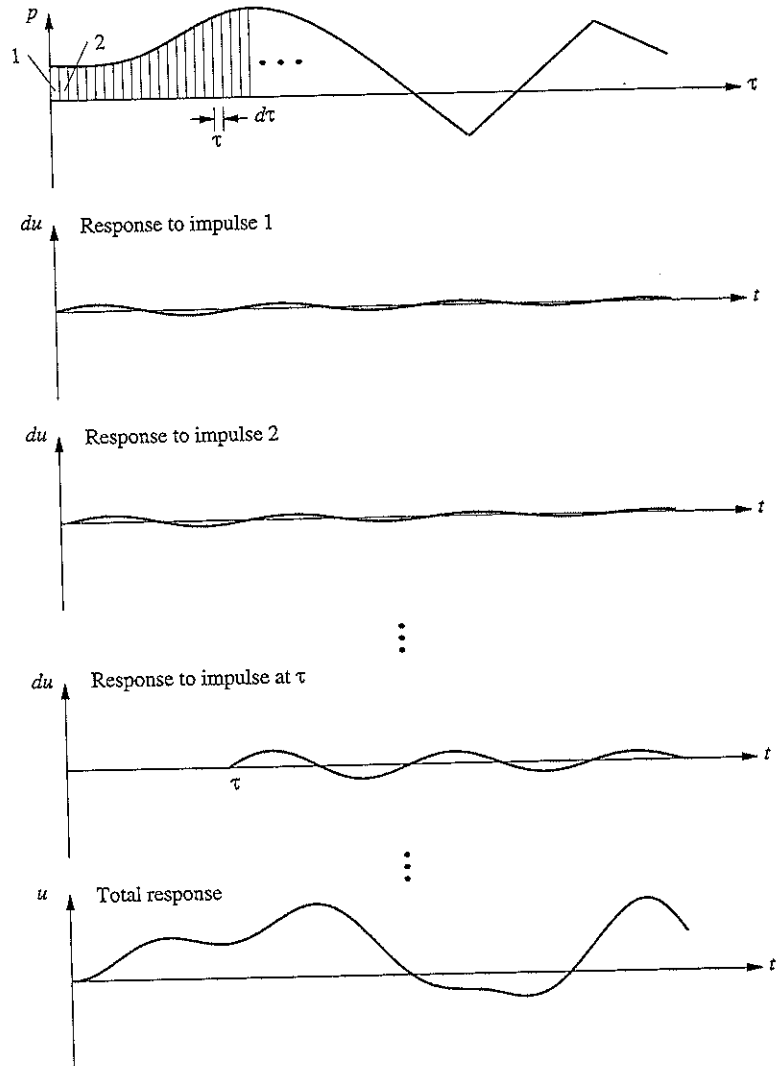 p
1
2
τ
dτ
τ
du Response to impulse 1
t
du Response to impulse 2
t
du Response to impulse at τ
t
τ
u Total response
t